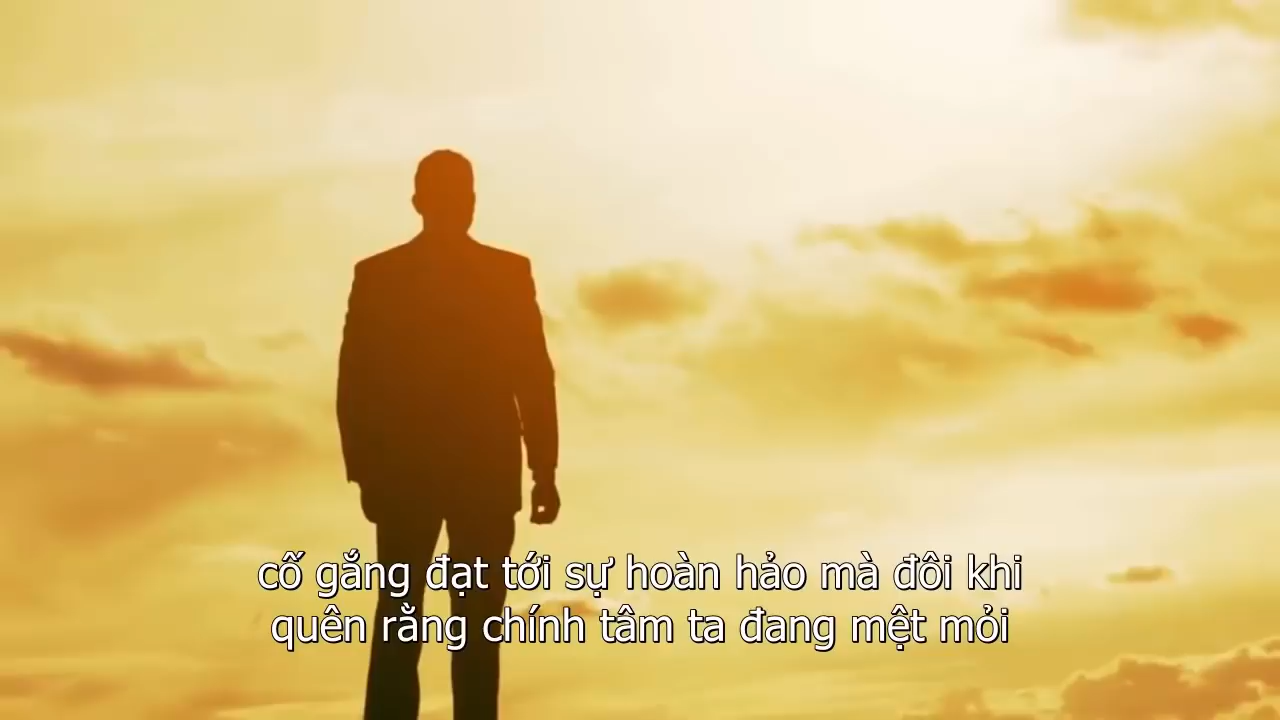 cố gắng đạt tới sự hoàn hảo mà đôi khi
quên rằng chính tâm ta đang mệt mỏi